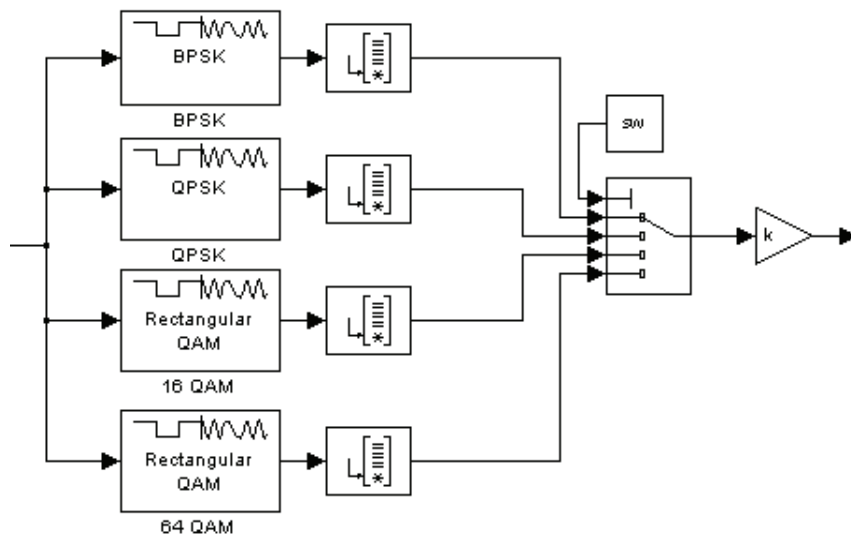 BPSK
BPSK
sw
QPSK
QPSK
k
Rectangular
QAM
16 QAM
Rectangular
QAM
64 QAM